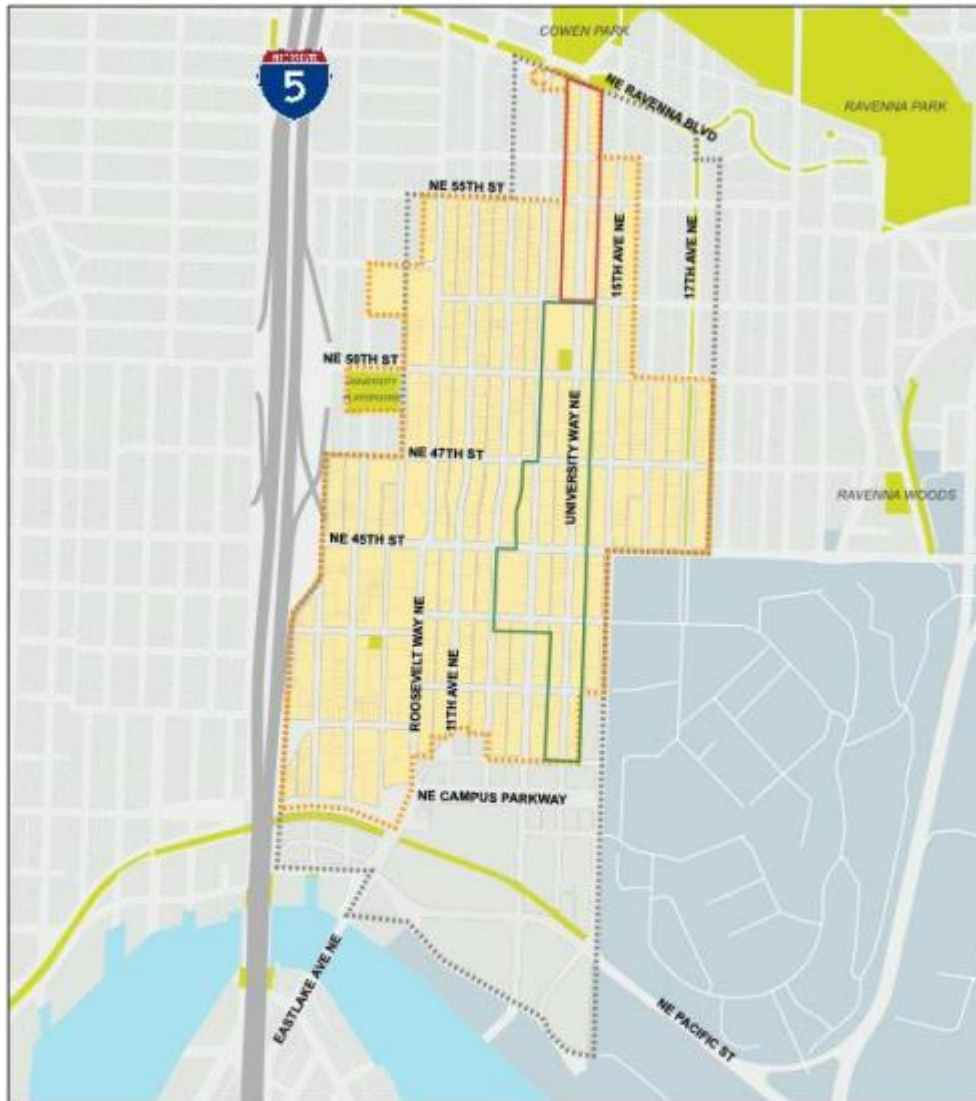 COWEN PARK
INTERSTATE
5
NE RAVENNA BLVD
RAVENNA PARK
NE 55TH ST
15TH AVE NE
17TH AVE NE
NE 50TH ST
UNIVERSITY
PLAYGROUND
UNIVERSITY WAY NE
NE 47TH ST
RAVENNA WOODS
NE 45TH ST
ROOSEVELT WAY NE
11TH AVE NE
NE CAMPUS PARKWAY
EASTLAKE AVE NE
NE PACIFIC ST